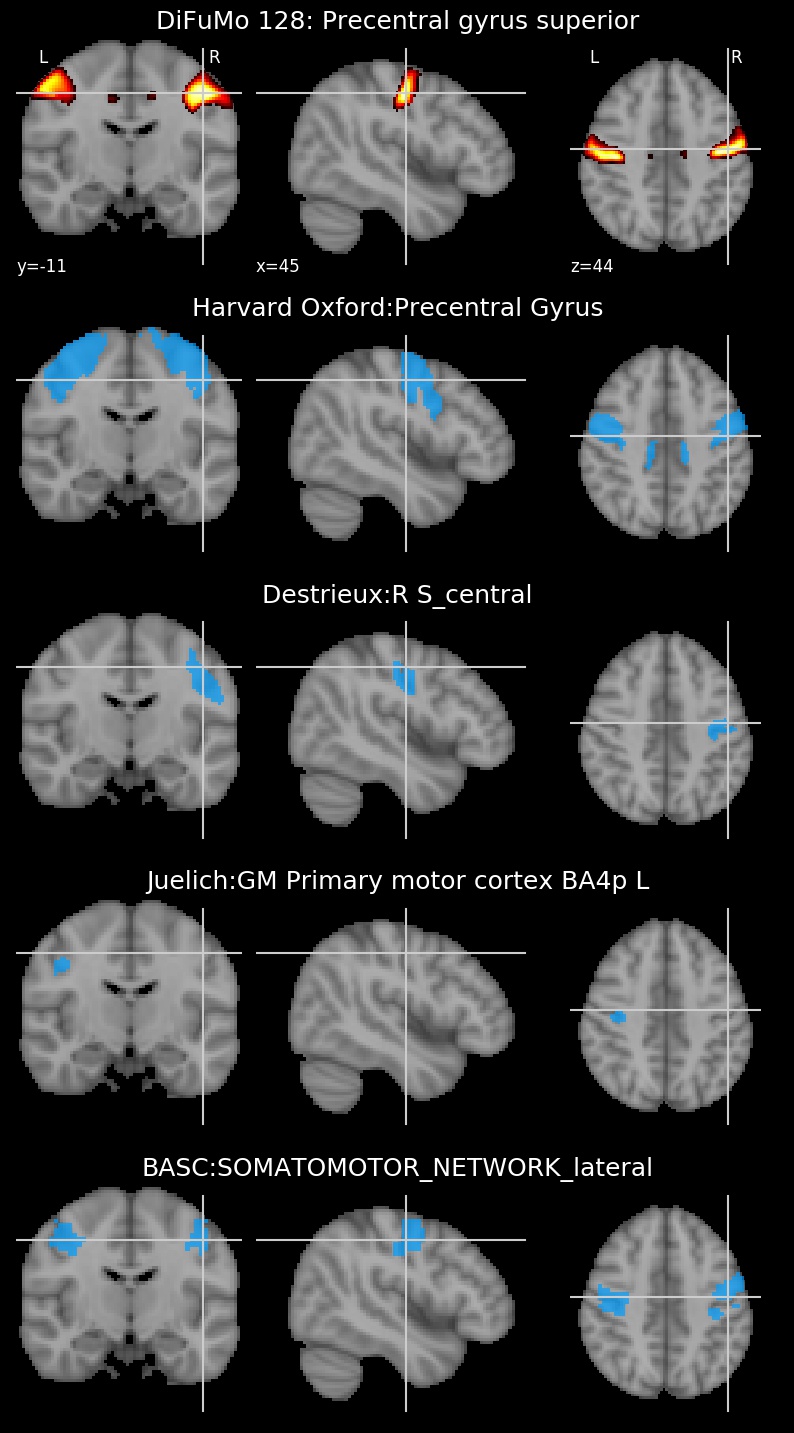 DiFuMo 128: Precentral gyrus superior
L R L R
y=-11 x=45 z=44
Harvard Oxford:Precentral Gyrus
Destrieux:R S_central
Juelich:GM Primary motor cortex BA4p L
BASC:SOMATOMOTOR_NETWORK_lateral